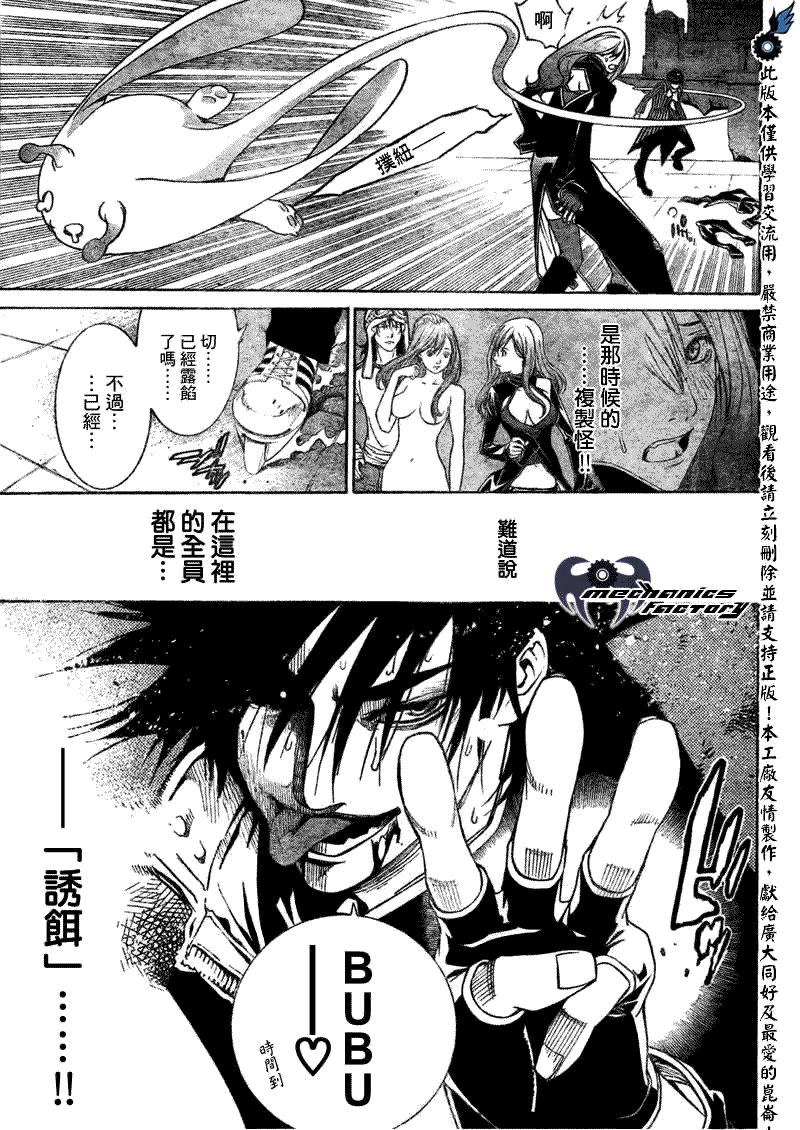 啊
撲紐
是那時候的
……複製怪!!
切……
已經露餡
了嗎……
不過…
…已經…
難道說
在這裡
的全員
都是…
mechanics
Factory
——「誘餌」……!!
BUBU——♡
時間到
此版本僅供學習交流用，嚴禁商業用途，觀看後請立刻刪除並請支持正版！本工廠友情製作，獻給廣大同好及最愛的崑崙